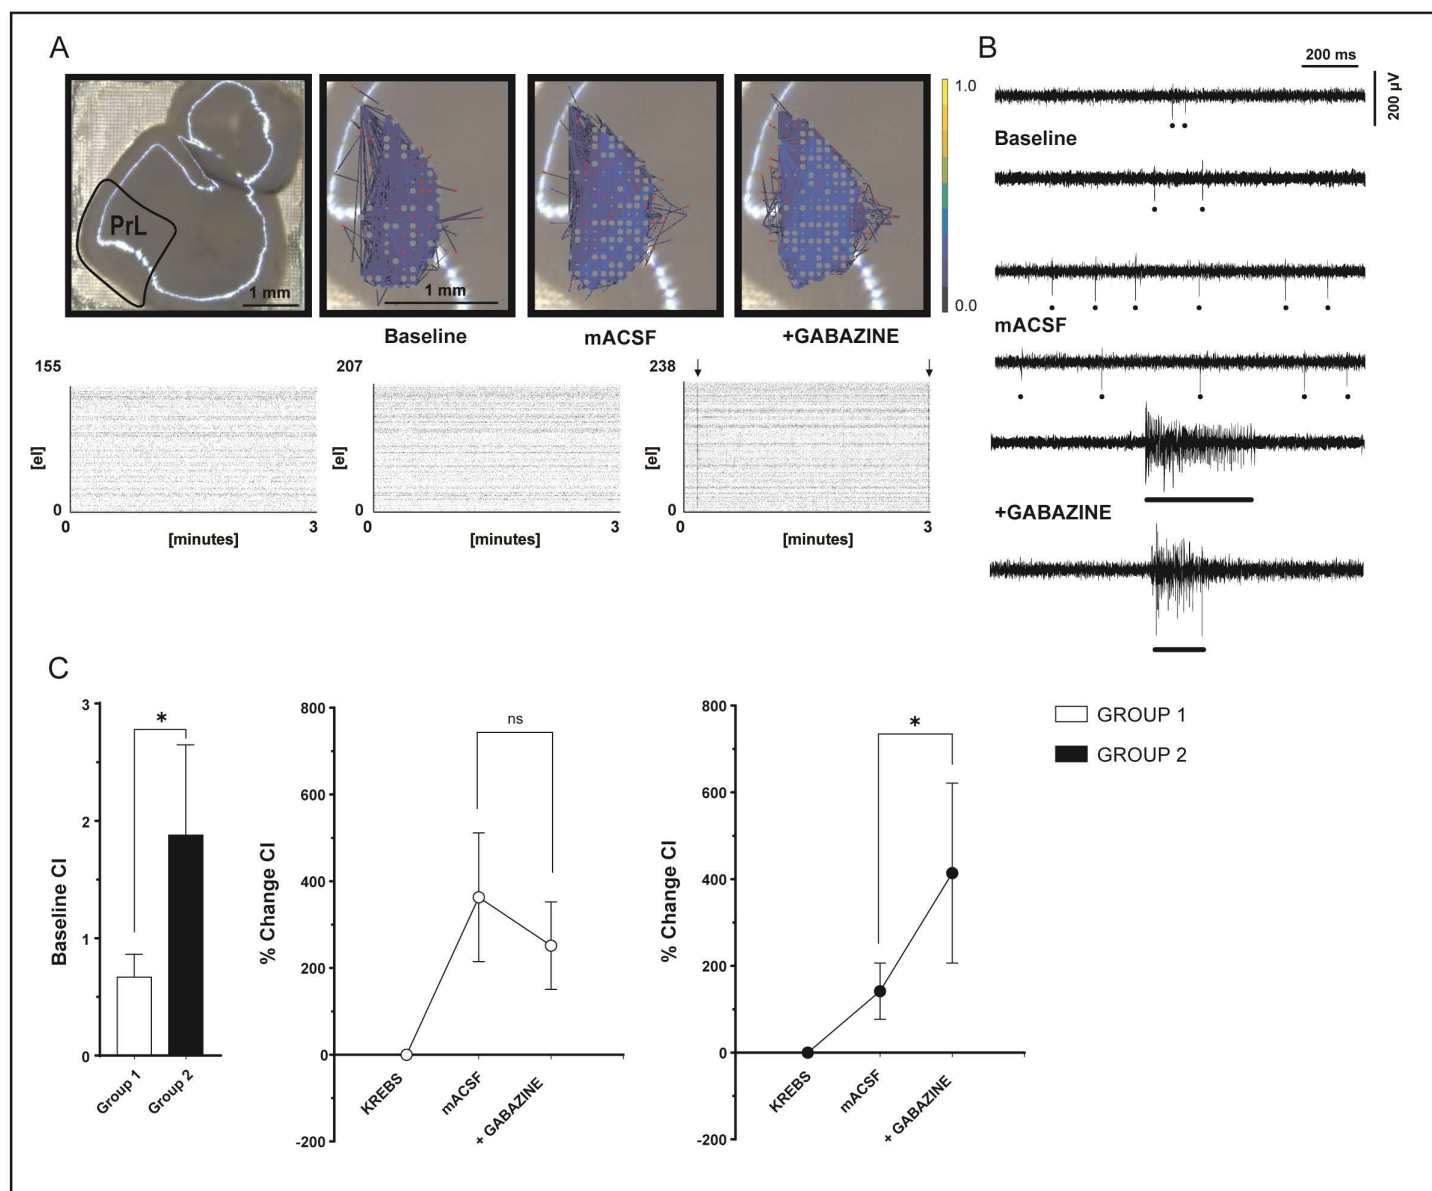 A
PrL
1 mm
1 mm
1.0
0.0
Baseline
mACSF
+GABAZINE
155
[el]
0
0
3
[minutes]
207
[el]
0
0
3
[minutes]
238
[el]
0
0
3
[minutes]
B
200 ms
200 µV
Baseline
mACSF
+GABAZINE
C
3
2
1
0
Baseline CI
*
Group 1
Group 2
800
600
400
200
0
-200
% Change CI
ns
KREBS
mACSF
+ GABAZINE
800
600
400
200
0
-200
% Change CI
*
KREBS
mACSF
+ GABAZINE
GROUP 1
GROUP 2